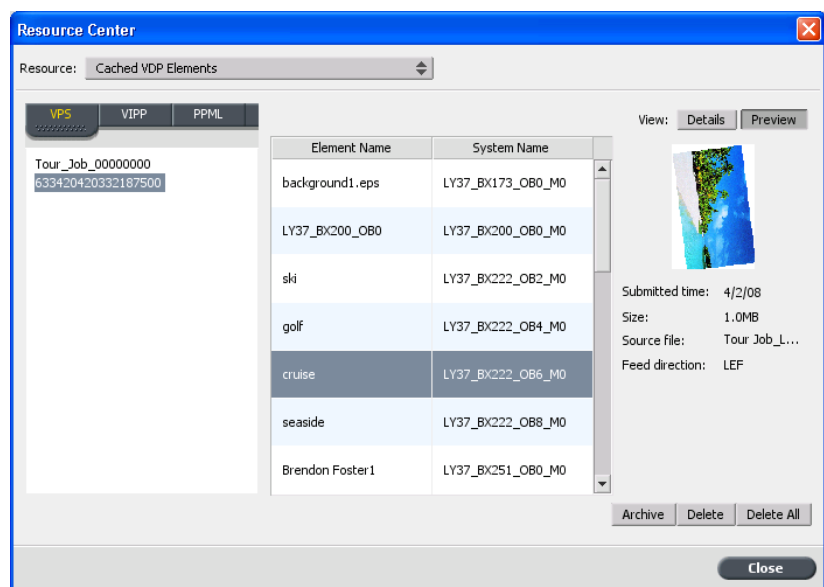 Resource Center
Resource: Cached VDP Elements
VPS VIPP PPML
View: Details Preview
Tour_Job_00000000
633420420332187500
Element Name System Name
background1.eps LY37_BX173_OB0_M0
LY37_BX200_OB0 LY37_BX200_OB0_M0
ski LY37_BX222_OB2_M0
golf LY37_BX222_OB4_M0
cruise LY37_BX222_OB6_M0
seaside LY37_BX222_OB8_M0
Brendon Foster1 LY37_BX251_OB0_M0
Submitted time: 4/2/08
Size: 1.0MB
Source file: Tour Job_L...
Feed direction: LEF
Archive Delete Delete All
Close